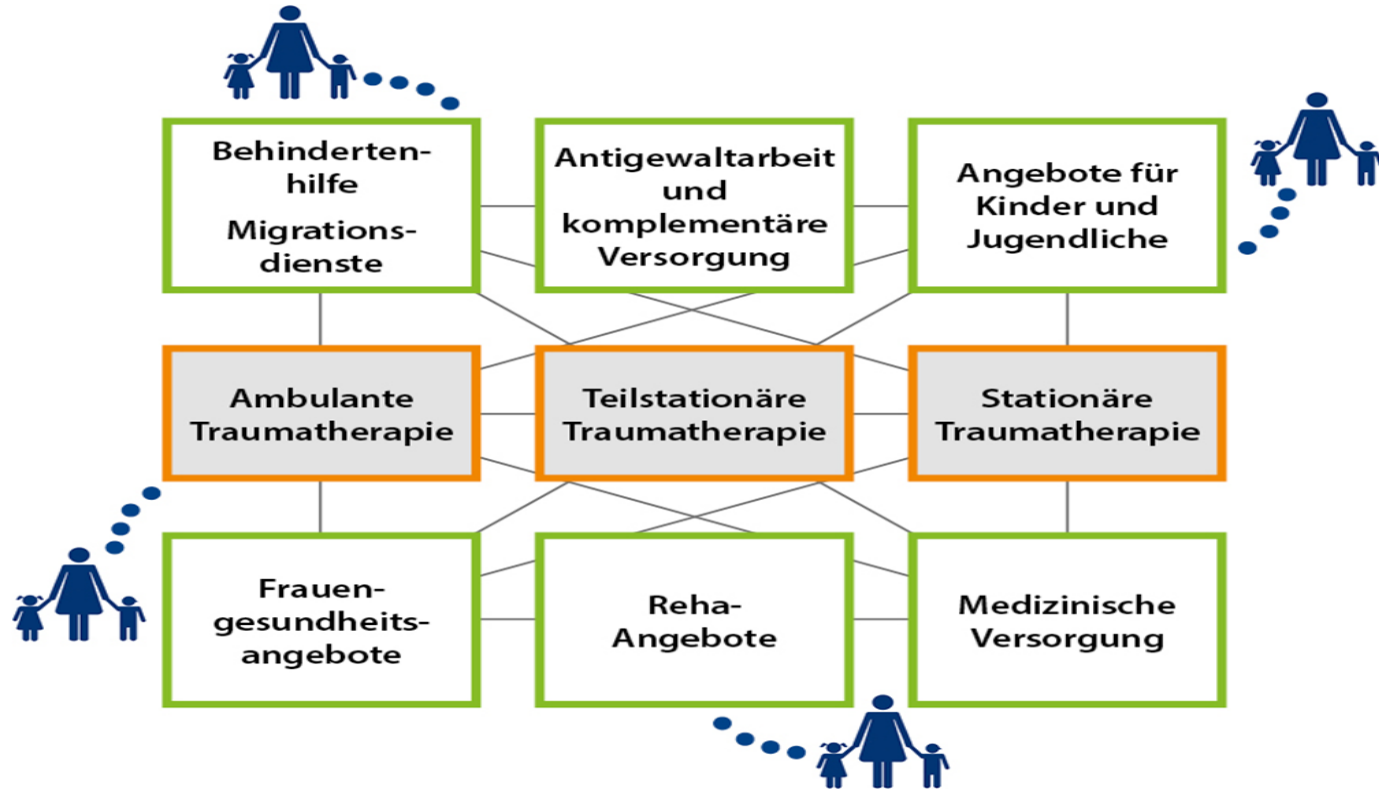 Behinderten-
hilfe
Migrations-
dienste
Antigewaltarbeit
und
komplementäre
Versorgung
Angebote für
Kinder und
Jugendliche
Ambulante
Traumatherapie
Teilstationäre
Traumatherapie
Stationäre
Traumatherapie
Frauen-
gesundheits-
angebote
Reha-
Angebote
Medizinische
Versorgung